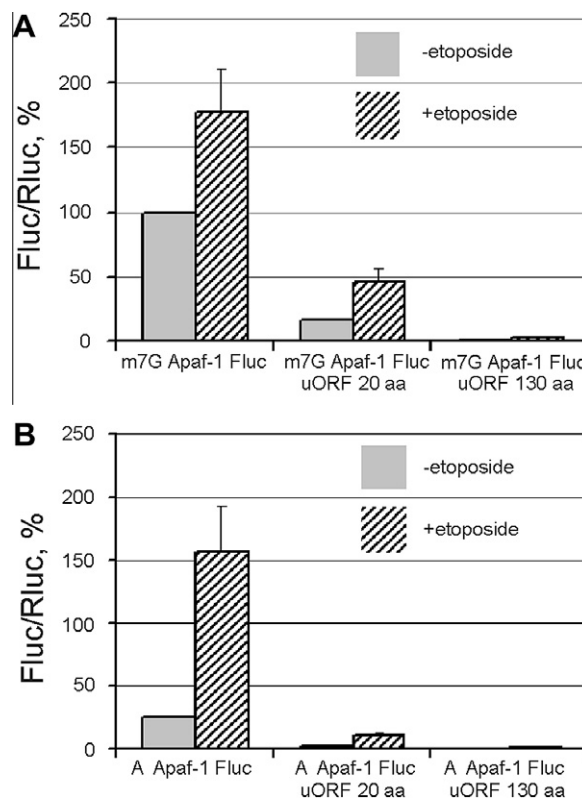 A
Fluc/Rluc, %
250
200
150
100
50
0
-etoposide
+etoposide
m7G Apaf-1 Fluc
m7G Apaf-1 Fluc
uORF 20 aa
m7G Apaf-1 Fluc
uORF 130 aa
B
Fluc/Rluc, %
250
200
150
100
50
0
-etoposide
+etoposide
A Apaf-1 Fluc
A Apaf-1 Fluc
uORF 20 aa
A Apaf-1 Fluc
uORF 130 aa